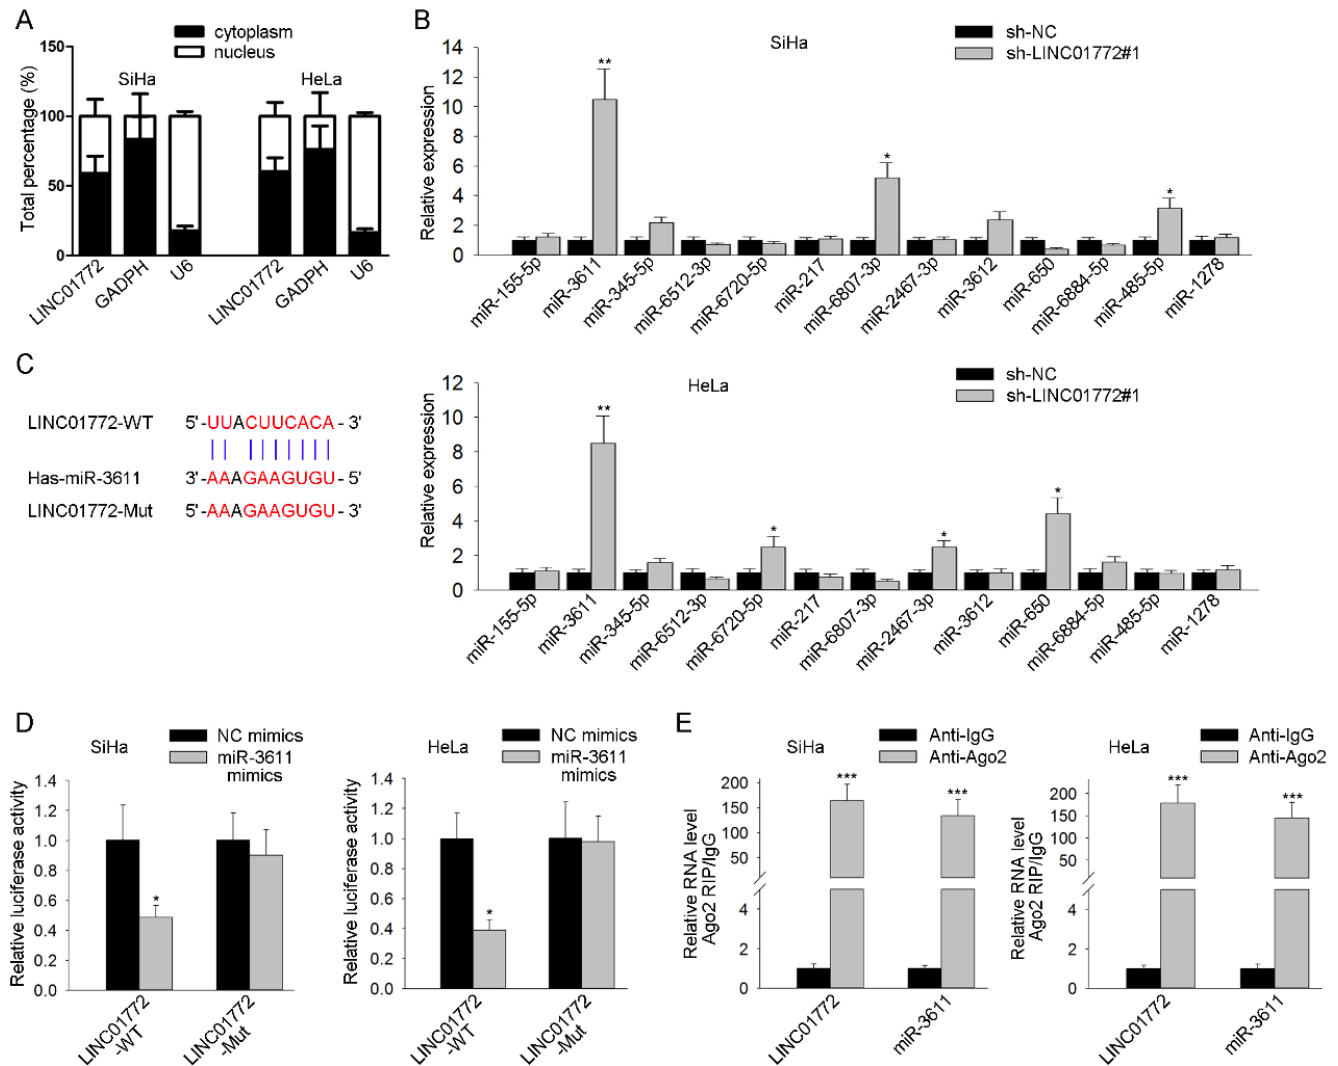 A
cytoplasm
nucleus
SiHa
HeLa
Total percentage (%)
150
100
50
0
LINC01772
GADPH
U6
LINC01772
GADPH
U6
B
SiHa
sh-NC
sh-LINC01772#1
Relative expression
14
12
10
8
6
4
2
0
**
*
*
miR-155-5p
miR-3611
miR-345-5p
miR-6512-3p
miR-6720-5p
miR-217
miR-6807-3p
miR-2467-3p
miR-3612
miR-650
miR-6884-5p
miR-485-5p
miR-1278
HeLa
sh-NC
sh-LINC01772#1
Relative expression
12
10
8
6
4
2
0
**
*
*
*
miR-155-5p
miR-3611
miR-345-5p
miR-6512-3p
miR-6720-5p
miR-217
miR-6807-3p
miR-2467-3p
miR-3612
miR-650
miR-6884-5p
miR-485-5p
miR-1278
C
LINC01772-WT 5'-UUACUUCACA-3'
Has-miR-3611 3'-AAAGAAGUGU-5'
LINC01772-Mut 5'-AAAGAAGUGU-3'
D
SiHa
NC mimics
miR-3611
mimics
Relative luciferase activity
1.4
1.2
1.0
0.8
0.6
0.4
0.2
0.0
*
LINC01772
-WT
LINC01772
-Mut
HeLa
NC mimics
miR-3611
mimics
Relative luciferase activity
1.4
1.2
1.0
0.8
0.6
0.4
0.2
0.0
*
LINC01772
-WT
LINC01772
-Mut
E
SiHa
Anti-IgG
Anti-Ago2
Relative RNA level
Ago2 RIP/IgG
200
150
100
50
4
2
0
***
***
LINC01772
miR-3611
HeLa
Anti-IgG
Anti-Ago2
Relative RNA level
Ago2 RIP/IgG
200
150
100
50
4
2
0
***
***
LINC01772
miR-3611